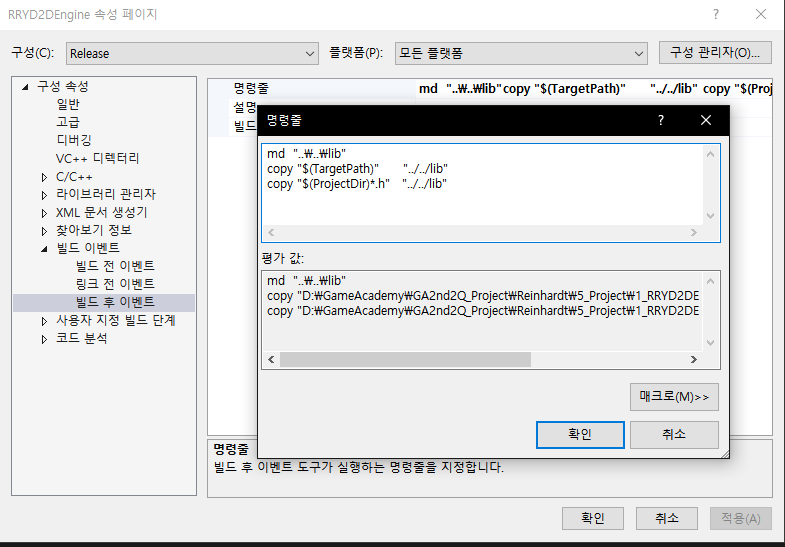 RRYD2DEngine 속성 페이지
구성(C): Release 플랫폼(P): 모든 플랫폼 구성 관리자(O)...
구성 속성
일반
고급
디버깅
VC++ 디렉터리
C/C++
라이브러리 관리자
XML 문서 생성기
찾아보기 정보
빌드 이벤트
빌드 전 이벤트
링크 전 이벤트
빌드 후 이벤트
사용자 지정 빌드 단계
코드 분석
명령줄 md "..₩..₩lib"copy "$(TargetPath)" "../../lib" copy "$(Proj
설명
빌드
명령줄
md "..₩..₩lib"
copy "$(TargetPath)" "../../lib"
copy "$(ProjectDir)*.h" "../../lib"
평가 값:
md "..₩..₩lib"
copy "D:₩GameAcademy₩GA2nd2Q_Project₩Reinhardt₩5_Project₩1_RRYD2DE
copy "D:₩GameAcademy₩GA2nd2Q_Project₩Reinhardt₩5_Project₩1_RRYD2DE
매크로(M)>>
확인 취소
명령줄
빌드 후 이벤트 도구가 실행하는 명령줄을 지정합니다.
확인 취소 적용(A)